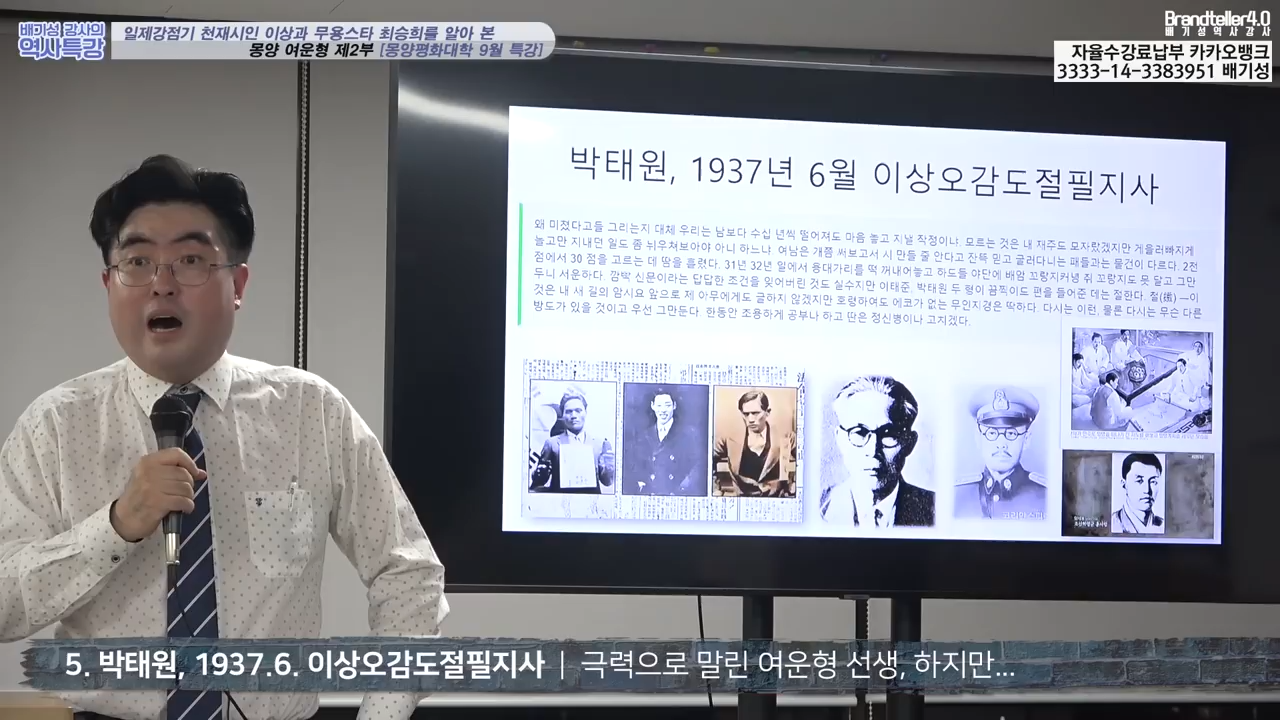 배기성 강사의
역사특강
일제강점기 천재시인 이상과 무용스타 최승희를 알아 본
몽양 여운형 제2부 [몽양평화대학 9월 특강]
Brandteller4.0
배기성역사강사
자율수강료납부 카카오뱅크
3333-14-3383951 배기성
박태원, 1937년 6월 이상오감도절필지사
왜 미쳤다고들 그리는지 대체 우리는 남보다 수십 년씩 떨어져도 마음 놓고 지낼 작정이냐. 모르는 것은 내 재주도 모자랐겠지만 게을러빠지게
놀고만 지내던 일도 좀 뉘우쳐보아야 아니 하느냐. 여남은 개쯤 써보고서 시 만들 줄 안다고 잔뜩 믿고 굴러다니는 패들과는 물건이 다르다. 2천
점에서 30 점을 고르는 데 땀을 흘렸다. 31년 32년 일에서 용대가리를 떡 꺼내어놓고 하도들 야단에 배암 꼬랑지커녕 쥐 꼬랑지도 못 달고 그만
두니 서운하다. 깜박 신문이라는 답답한 조건을 잊어버린 것도 실수지만 이태준, 박태원 두 형이 끔찍이도 편을 들어준 데는 절한다. 철(鐵) ―이
것은 내 새 길의 암시요 앞으로 제 아무에게도 굴하지 않겠지만 호령하여도 에코가 없는 무인지경은 딱하다. 다시는 이런, 물론 다시는 무슨 다른
방도가 있을 것이고 우선 그만둔다. 한동안 조용하게 공부나 하고 딴은 정신병이나 고치겠다.
코리아스피
5. 박태원, 1937.6. 이상오감도절필지사 | 극력으로 말린 여운형 선생, 하지만...